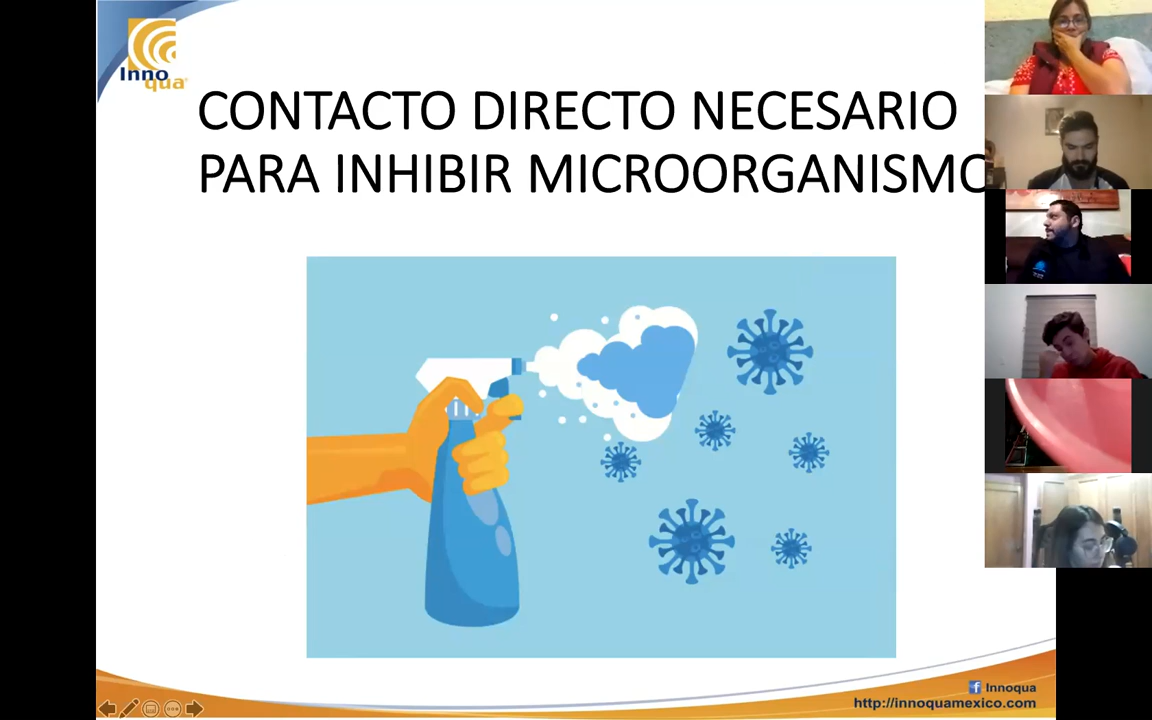 Inno
qua
CONTACTO DIRECTO NECESARIO
PARA INHIBIR MICROORGANISMO
Innoqua
http://innoquamexico.com